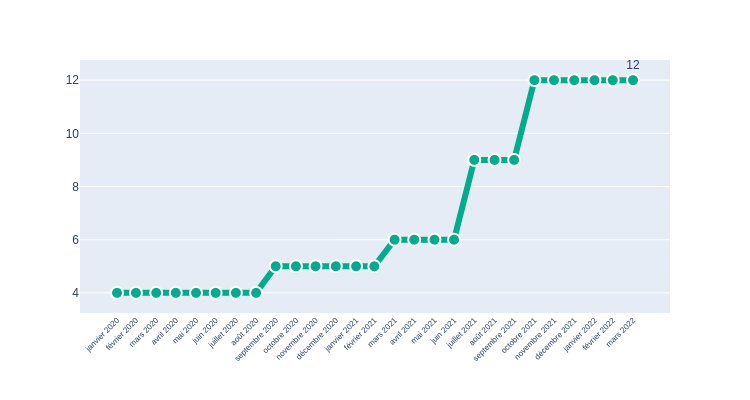 12
12
10
8
6
4
janvier 2020
février 2020
mars 2020
avril 2020
mai 2020
juin 2020
juillet 2020
août 2020
septembre 2020
octobre 2020
novembre 2020
décembre 2020
janvier 2021
février 2021
mars 2021
avril 2021
mai 2021
juin 2021
juillet 2021
août 2021
septembre 2021
octobre 2021
novembre 2021
décembre 2021
janvier 2022
février 2022
mars 2022